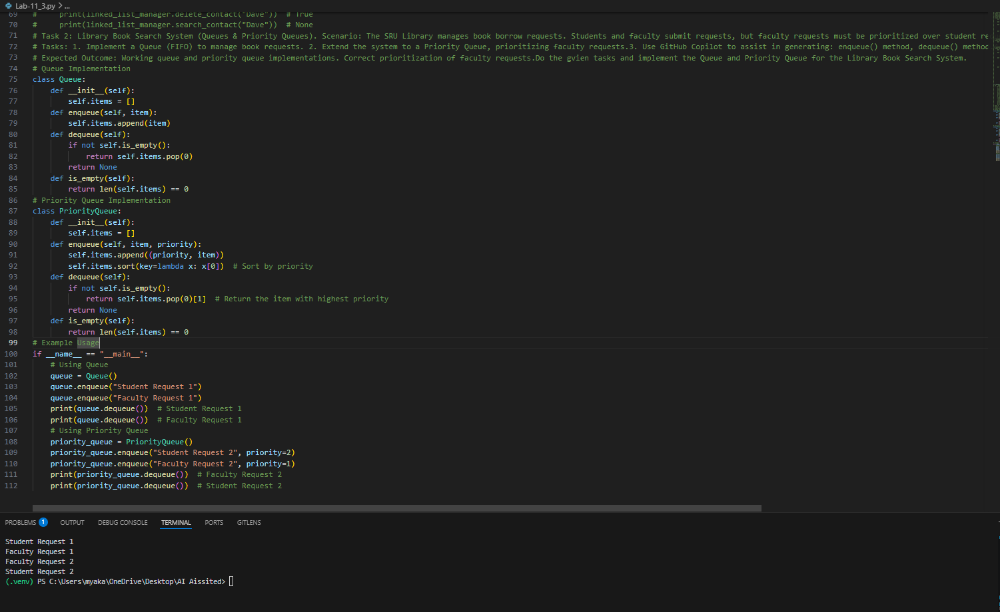 Lab-11_3.py > ...
69 #     print(linked_list_manager.delete_contact("Dave"))  # True
70 #     print(linked_list_manager.search_contact("Dave"))  # None
71 # Task 2: Library Book Search System (Queues & Priority Queues). Scenario: The SRU Library manages book borrow requests. Students and faculty submit requests, but faculty requests must be prioritized over student re
72 # Tasks: 1. Implement a Queue (FIFO) to manage book requests. 2. Extend the system to a Priority Queue, prioritizing faculty requests.3. Use GitHub Copilot to assist in generating: enqueue() method, dequeue() method
73 # Expected Outcome: Working queue and priority queue implementations. Correct prioritization of faculty requests.Do the gvien tasks and implement the Queue and Priority Queue for the Library Book Search System.
74 # Queue Implementation
75 class Queue:
76     def __init__(self):
77         self.items = []
78     def enqueue(self, item):
79         self.items.append(item)
80     def dequeue(self):
81         if not self.is_empty():
82             return self.items.pop(0)
83         return None
84     def is_empty(self):
85         return len(self.items) == 0
86 # Priority Queue Implementation
87 class PriorityQueue:
88     def __init__(self):
89         self.items = []
90     def enqueue(self, item, priority):
91         self.items.append((priority, item))
92         self.items.sort(key=lambda x: x[0])  # Sort by priority
93     def dequeue(self):
94         if not self.is_empty():
95             return self.items.pop(0)[1]  # Return the item with highest priority
96         return None
97     def is_empty(self):
98         return len(self.items) == 0
99 # Example Usage
100 if __name__ == "__main__":
101     # Using Queue
102     queue = Queue()
103     queue.enqueue("Student Request 1")
104     queue.enqueue("Faculty Request 1")
105     print(queue.dequeue())  # Student Request 1
106     print(queue.dequeue())  # Faculty Request 1
107     # Using Priority Queue
108     priority_queue = PriorityQueue()
109     priority_queue.enqueue("Student Request 2", priority=2)
110     priority_queue.enqueue("Faculty Request 2", priority=1)
111     print(priority_queue.dequeue())  # Faculty Request 2
112     print(priority_queue.dequeue())  # Student Request 2
PROBLEMS 1 OUTPUT DEBUG CONSOLE TERMINAL PORTS GITLENS
Student Request 1
Faculty Request 1
Faculty Request 2
Student Request 2
(.venv) PS C:\Users\myaka\OneDrive\Desktop\AI Aissited>